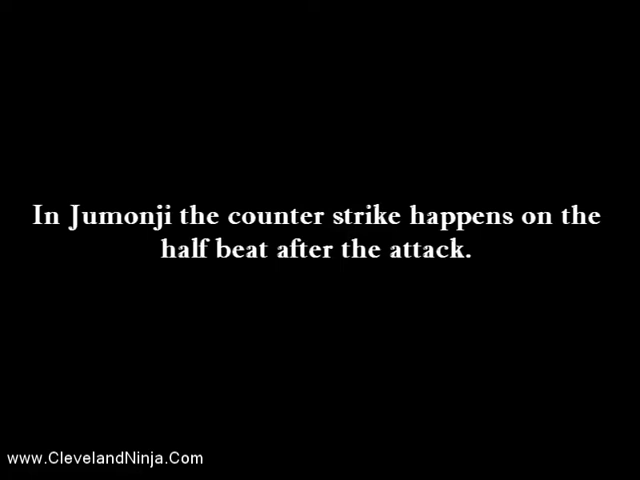 In Jumonji the counter strike happens on the
half beat after the attack.
www.ClevelandNinja.Com